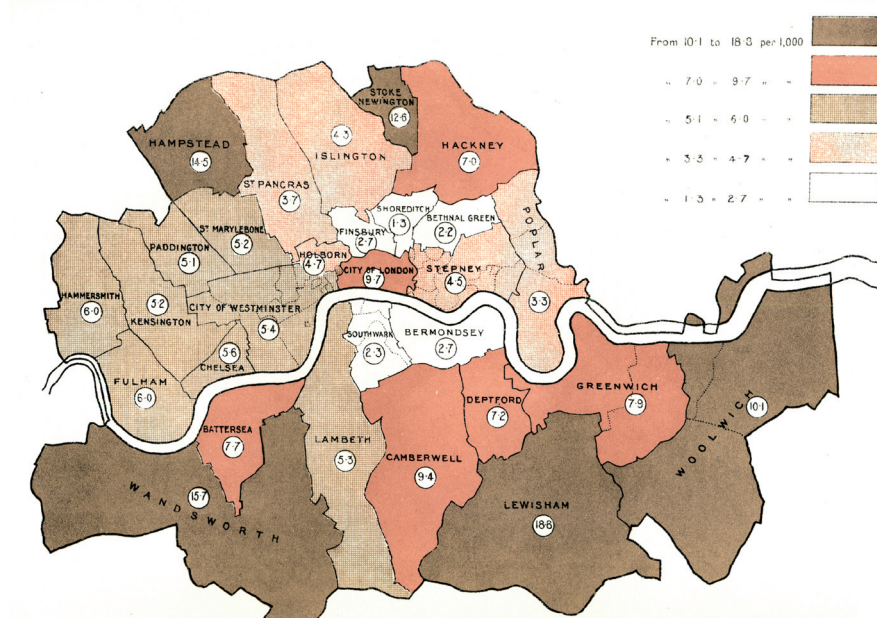 From 10·1 to 18·8 per 1,000
" 7·0 " 9·7 " "
" 5·1 " 6·0 " "
" 3·3 " 4·7 " "
" 1·3 " 2·7 " "
STOKE
NEWINGTON
12·6
HAMPSTEAD
14·5
4·3
ISLINGTON
HACKNEY
7·0
ST PANCRAS
3·7
SHOREDITCH
1·3
BETHNAL GREEN
2·2
FINSBURY
2·7
POPLAR
3·3
ST MARYLEBONE
5·2
PADDINGTON
5·1
HOLBORN
4·7
CITY OF LONDON
9·7
STEPNEY
4·5
HAMMERSMITH
6·0
5·2
KENSINGTON
CITY OF WESTMINSTER
5·4
5·6
CHELSEA
SOUTHWARK
2·3
BERMONDSEY
2·7
FULHAM
6·0
BATTERSEA
7·7
LAMBETH
5·3
CAMBERWELL
9·4
DEPTFORD
7·2
GREENWICH
7·9
WOOLWICH
10·1
15·7
WANDSWORTH
LEWISHAM
18·8